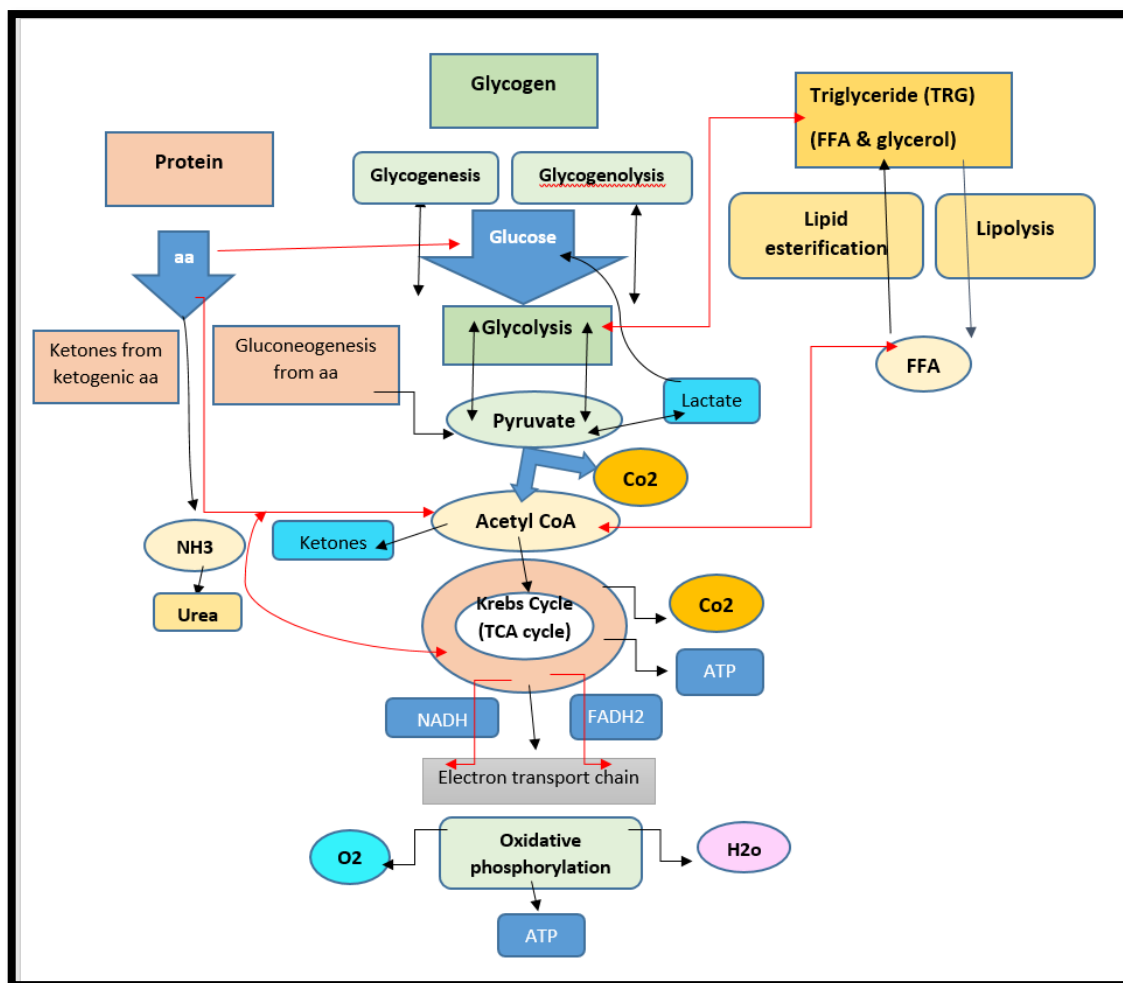 Glycogen
Triglyceride (TRG)
(FFA & glycerol)
Protein
Glycogenesis
Glycogenolysis
Lipid
esterification
Lipolysis
aa
Glucose
Glycolysis
Ketones from
ketogenic aa
Gluconeogenesis
from aa
FFA
Lactate
Pyruvate
Co2
Acetyl CoA
Ketones
NH3
Urea
Krebs Cycle
(TCA cycle)
Co2
ATP
NADH
FADH2
Electron transport chain
O2
Oxidative
phosphorylation
H2o
ATP